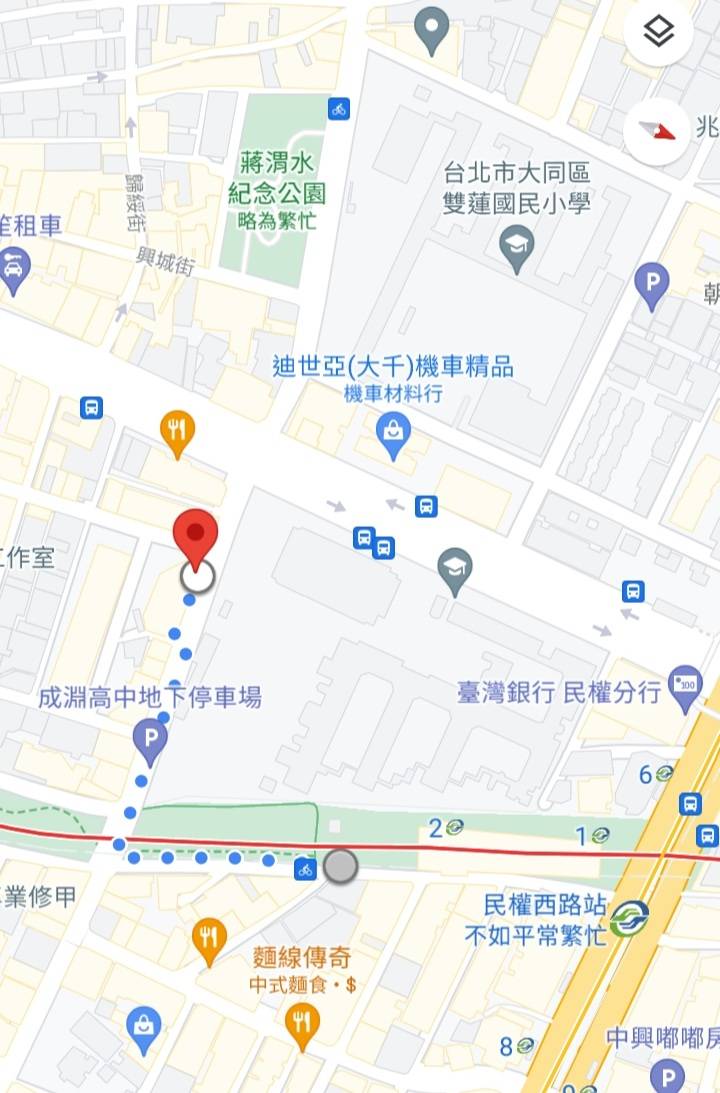 兆
蔣渭水
紀念公園
略為繁忙
台北市大同區
雙蓮國民小學
歸綏街
租車
興城街
P
朝
迪世亞(大千)機車精品
機車材料行
工作室
成淵高中地下停車場
P
臺灣銀行 民權分行
100
6
2
1
業修甲
民權西路站
不如平常繁忙
麵線傳奇
中式麵食·$
8
中興嘟嘟房
P